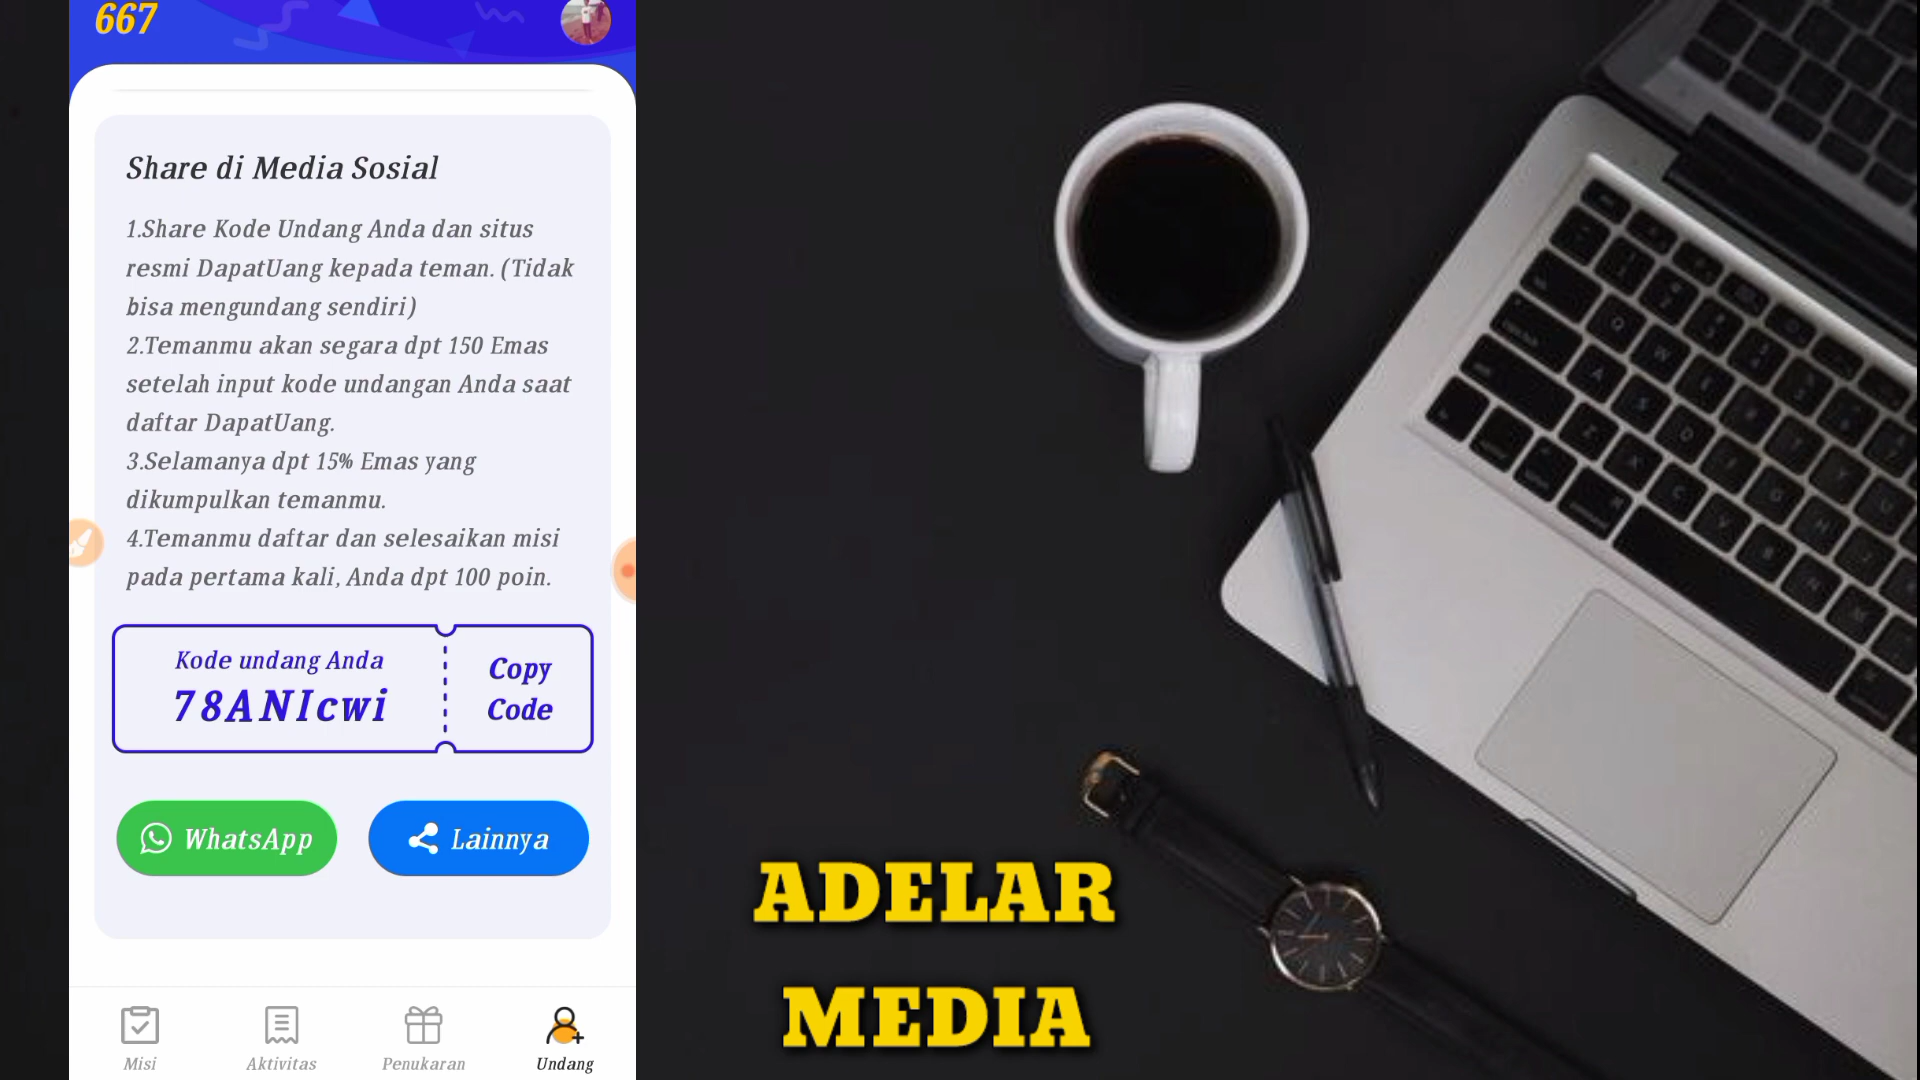 667
Share di Media Sosial
1.Share Kode Undang Anda dan situs
resmi DapatUang kepada teman. (Tidak
bisa mengundang sendiri)
2.Temanmu akan segara dpt 150 Emas
setelah input kode undangan Anda saat
daftar DapatUang.
3.Selamanya dpt 15% Emas yang
dikumpulkan temanmu.
4.Temanmu daftar dan selesaikan misi
pada pertama kali, Anda dpt 100 poin.
Kode undang Anda
78ANIcwi
Copy
Code
WhatsApp
Lainnya
Misi
Aktivitas
Penukaran
Undang
ADELAR
MEDIA